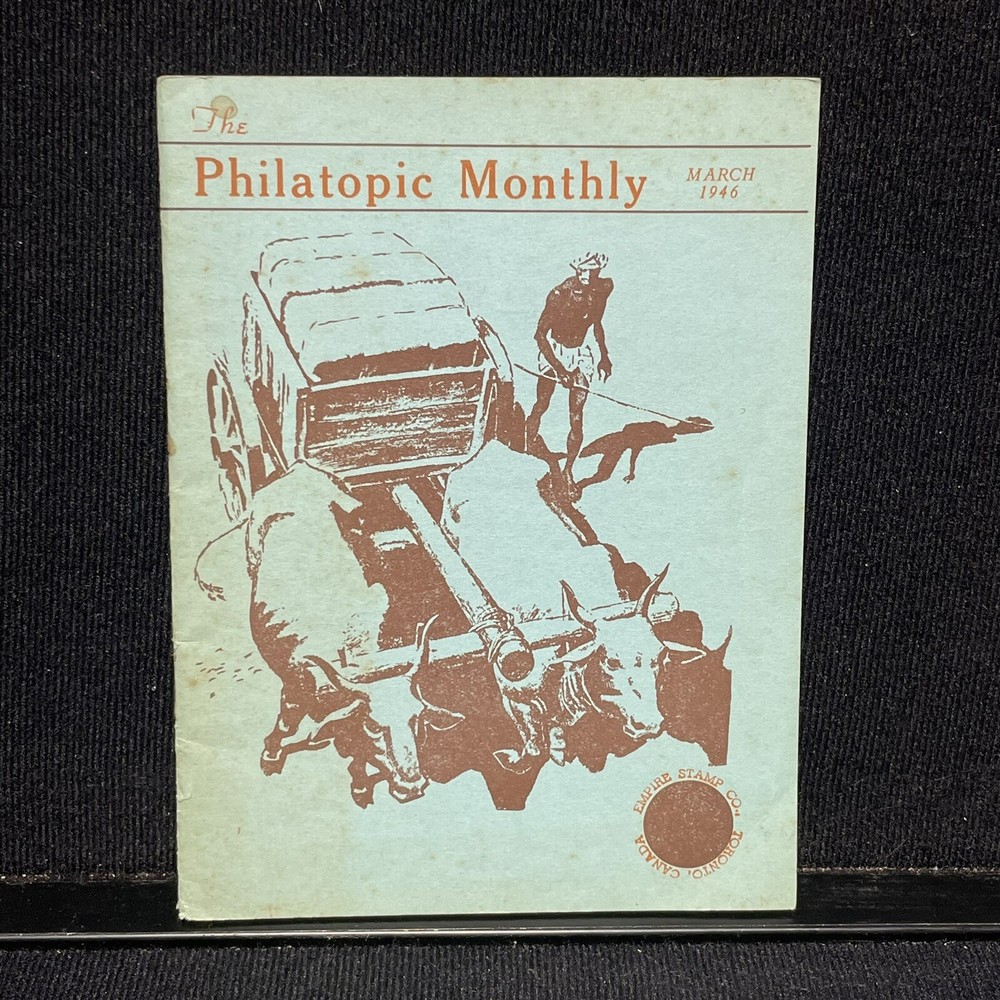 The
Philatopic Monthly
MARCH
1946
EMPIRE STAMP CO., TORONTO, CANADA